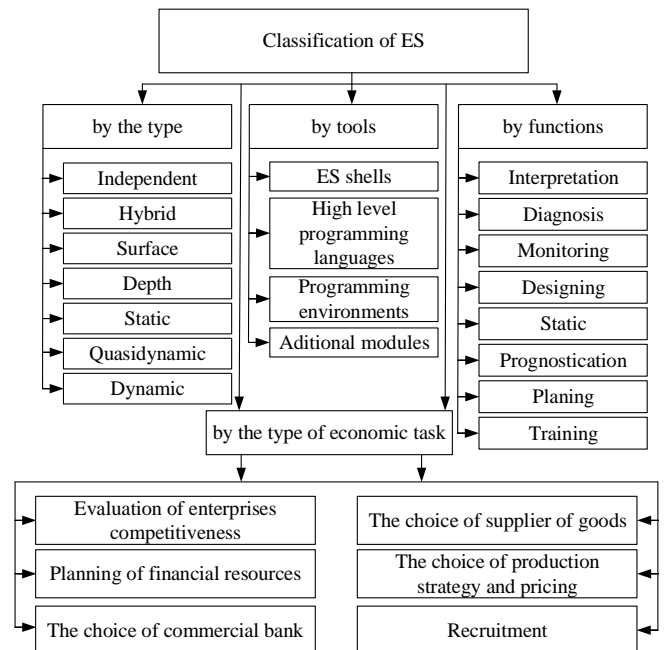 Classification of ES
by the type
by tools
by functions
Independent
Hybrid
Surface
Depth
Static
Quasidynamic
Dynamic
ES shells
High level
programming
languages
Programming
environments
Aditional modules
Interpretation
Diagnosis
Monitoring
Designing
Static
Prognostication
Planing
Training
by the type of economic task
Evaluation of enterprises
competitiveness
Planning of financial resources
The choice of commercial bank
The choice of supplier of goods
The choice of production
strategy and pricing
Recruitment